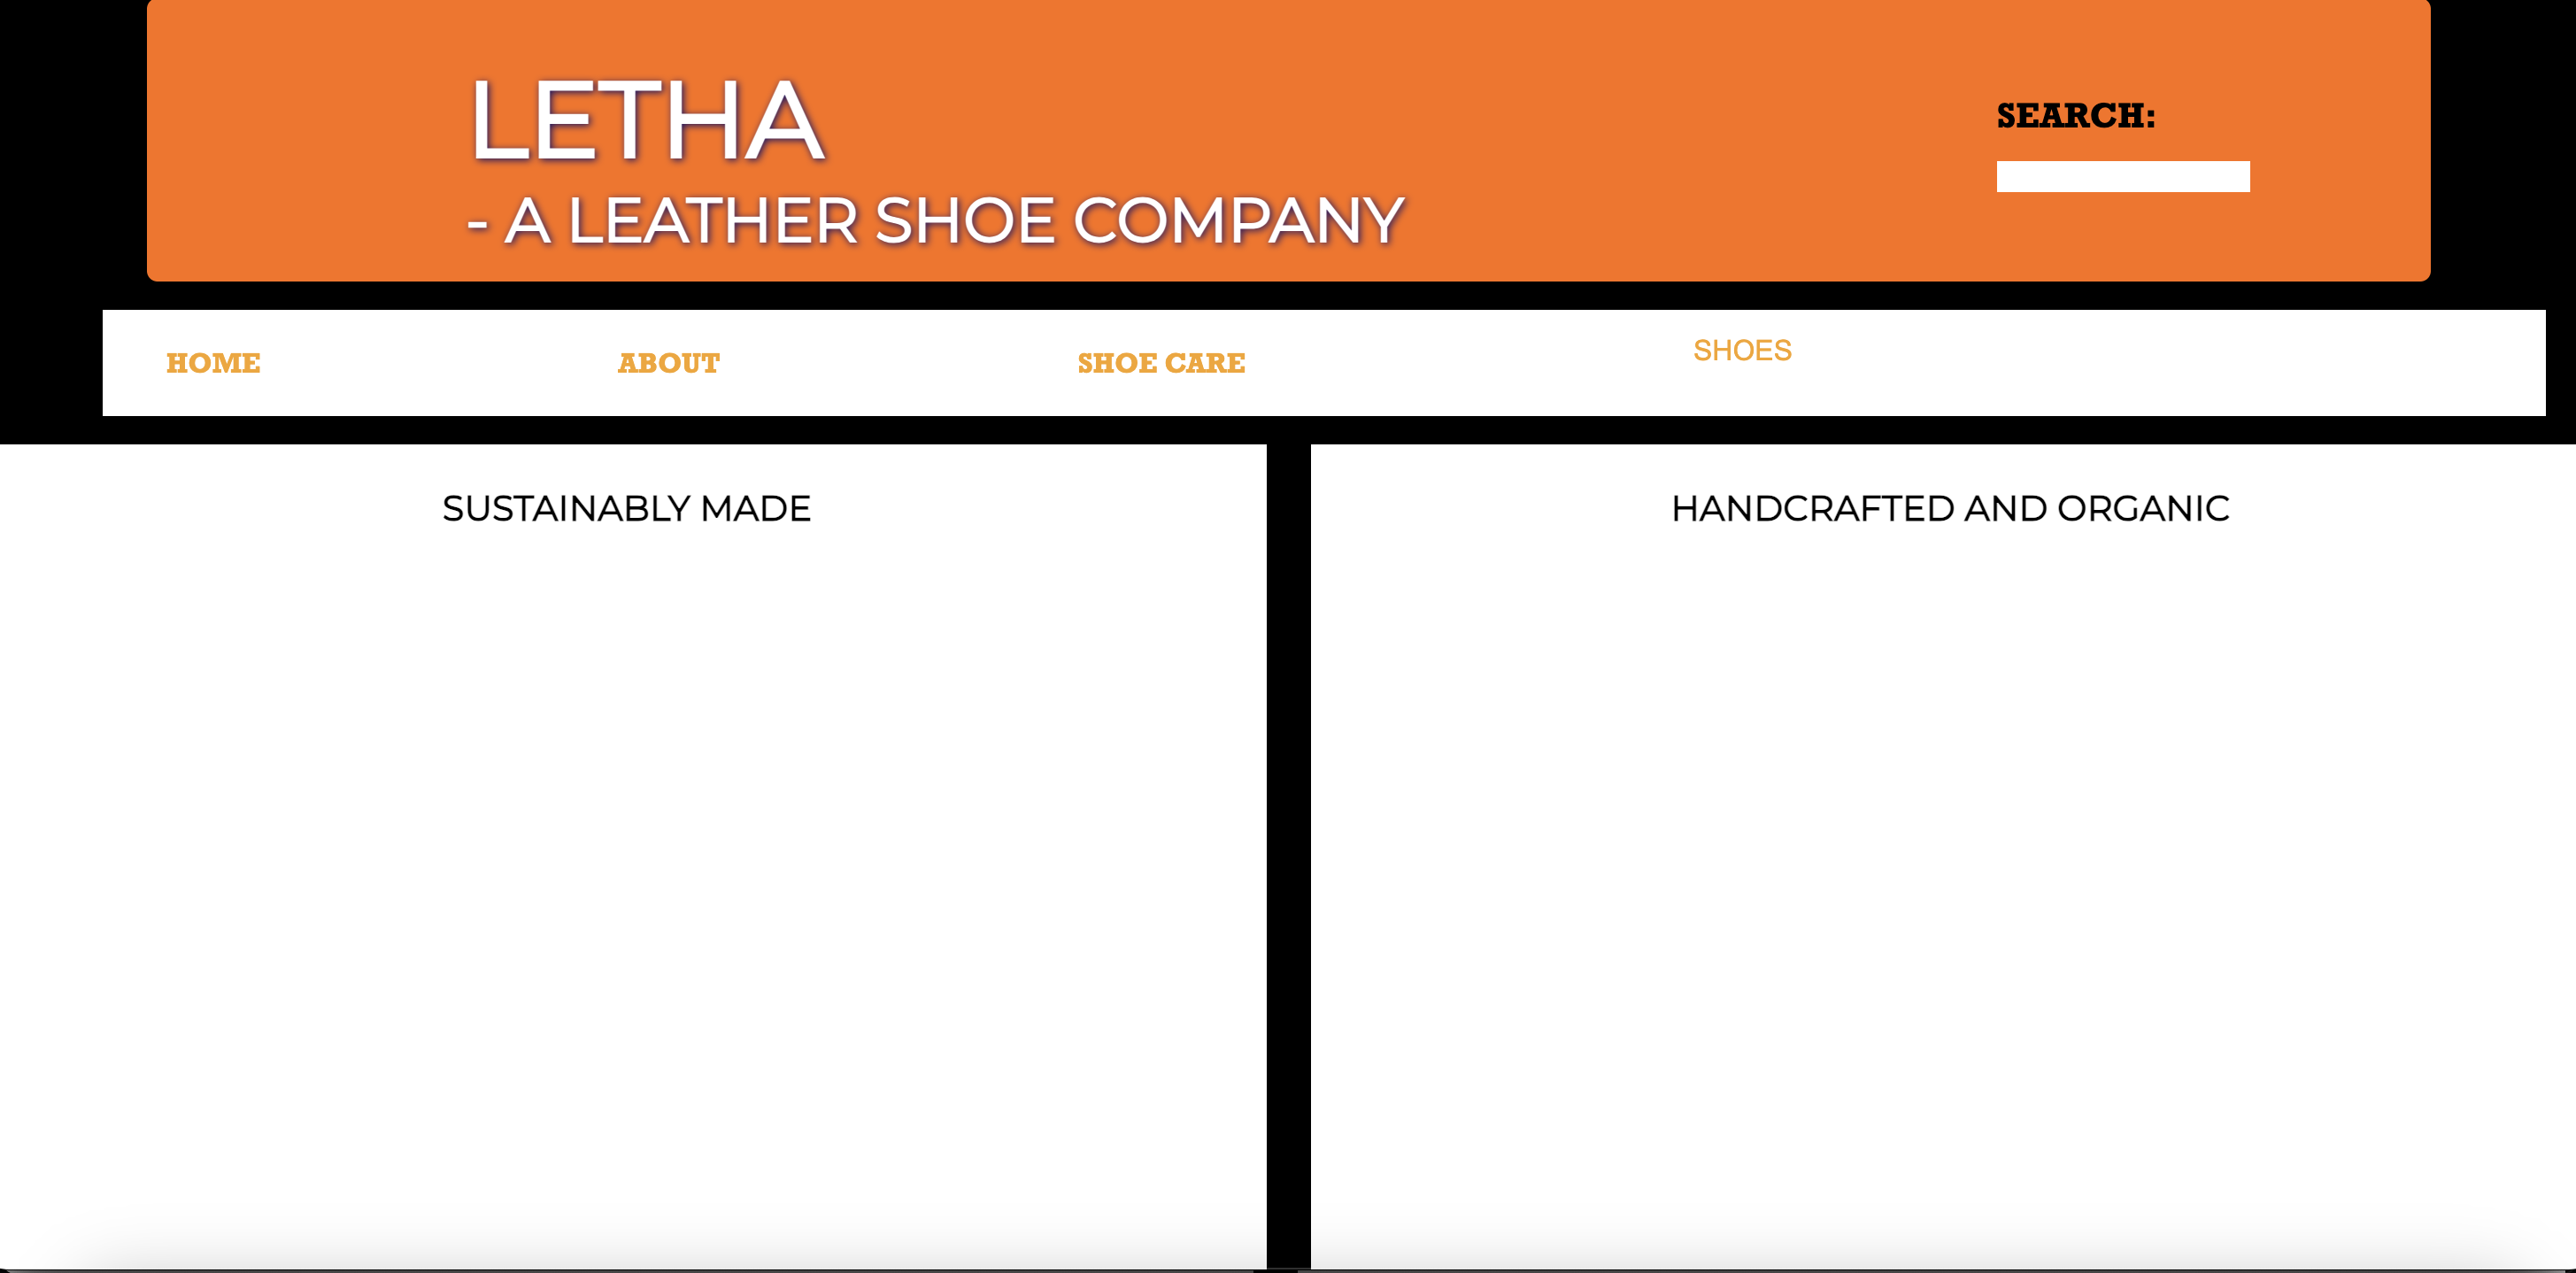 LETHA
- A LEATHER SHOE COMPANY
SEARCH:
HOME ABOUT SHOE CARE SHOES
SUSTAINABLY MADE
HANDCRAFTED AND ORGANIC